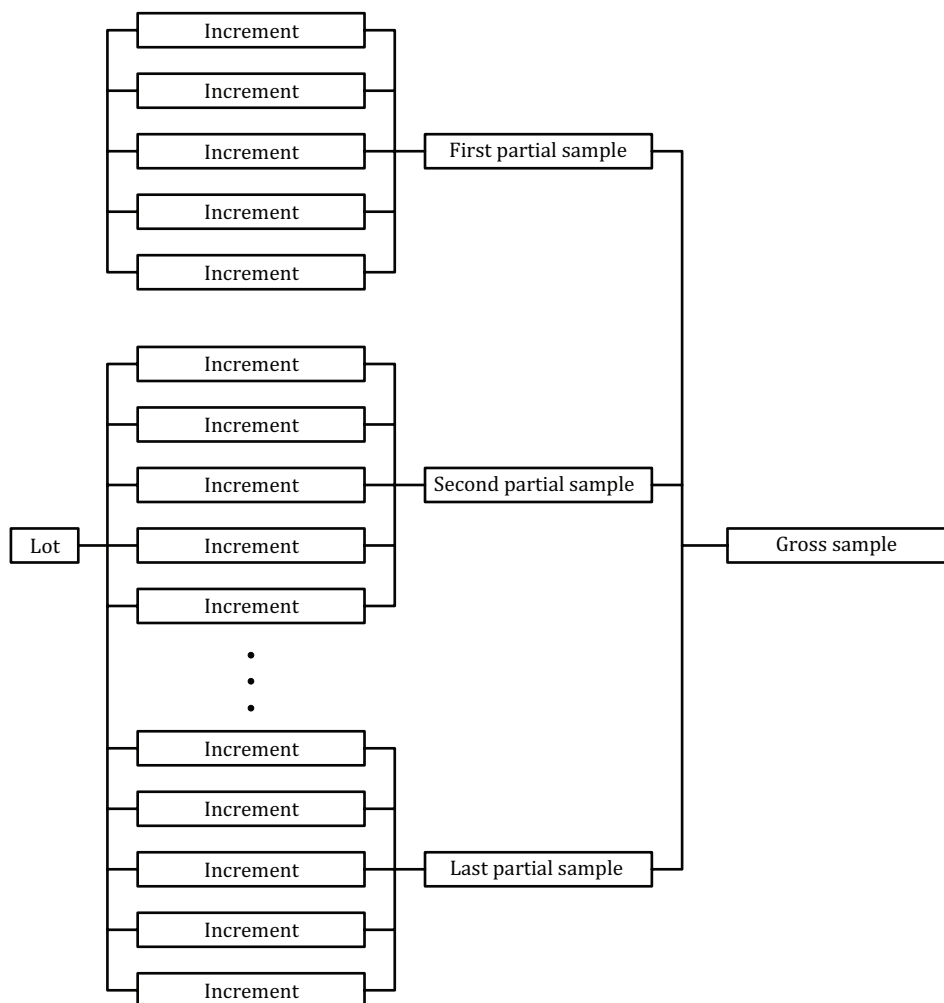 Increment
Increment
Increment
First partial sample
Increment
Increment
Increment
Increment
Increment
Second partial sample
Lot
Increment
Gross sample
Increment
Increment
Increment
Increment
Last partial sample
Increment
Increment